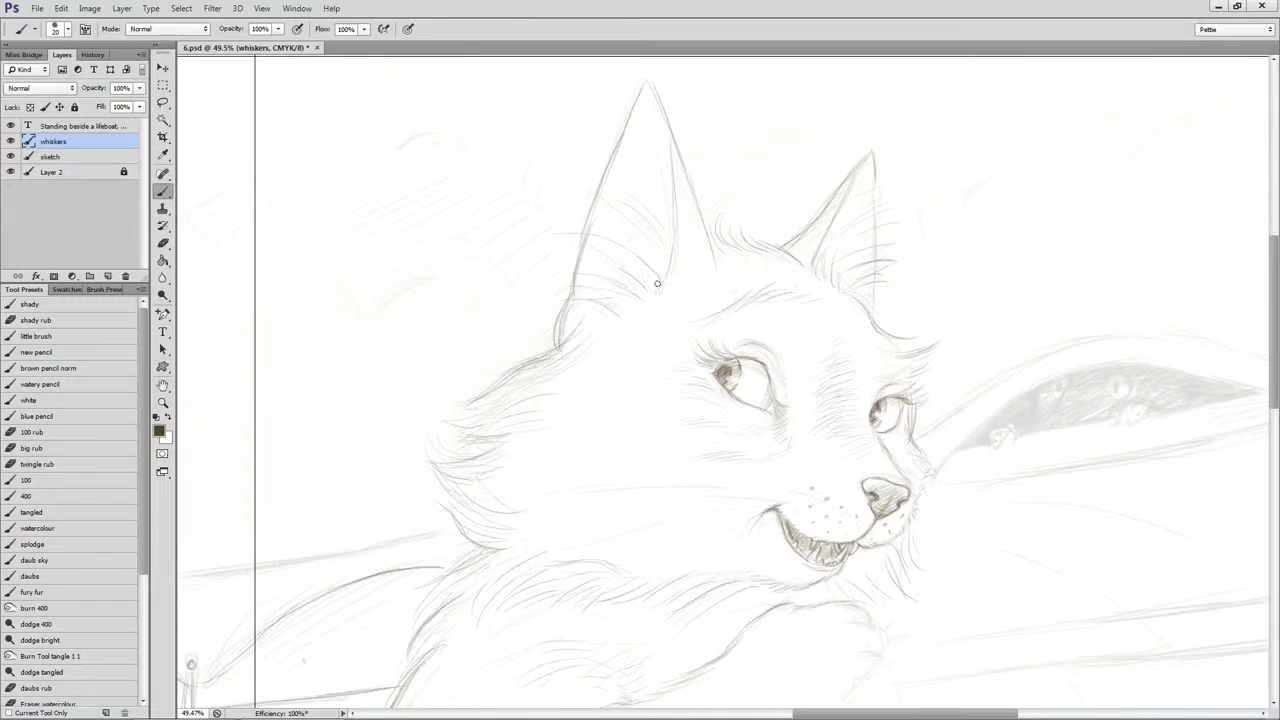 Ps File Edit Image Layer Type Select Filter 3D View Window Help
20 Mode: Normal Opacity: 100% Flow: 100% Pettie
6.psd @ 49.5% (whiskers, CMYK/8) * ×
Mini Bridge Layers History
Kind
Normal Opacity: 100%
Lock: Fill: 100%
T Standing beside a lifeboat, ...
whiskers
sketch
Layer 2
fx
Tool Presets Swatches Brush Prese
shady
shady rub
little brush
new pencil
brown pencil norm
watery pencil
white
blue pencil
100 rub
big rub
twingle rub
100
400
tangled
watercolour
splodge
daub sky
daubs
fury fur
burn 400
dodge 400
dodge bright
Burn Tool tangle 1 1
dodge tangled
daubs rub
Eraser watercolour
Current Tool Only
49.47% Efficiency: 100%*